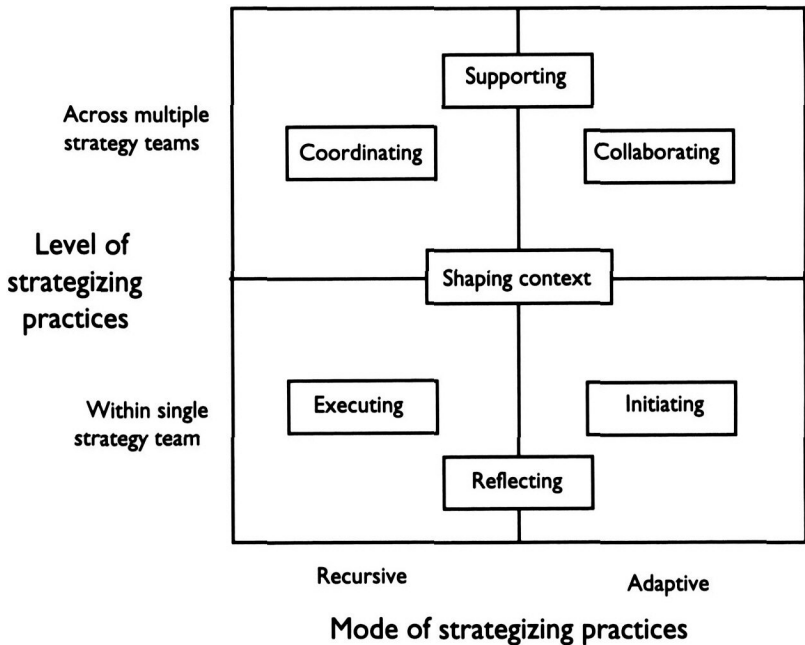 Supporting
Across multiple
strategy teams
Coordinating
Collaborating
Level of
strategizing
practices
Shaping context
Within single
strategy team
Executing
Initiating
Reflecting
Recursive
Adaptive
Mode of strategizing practices